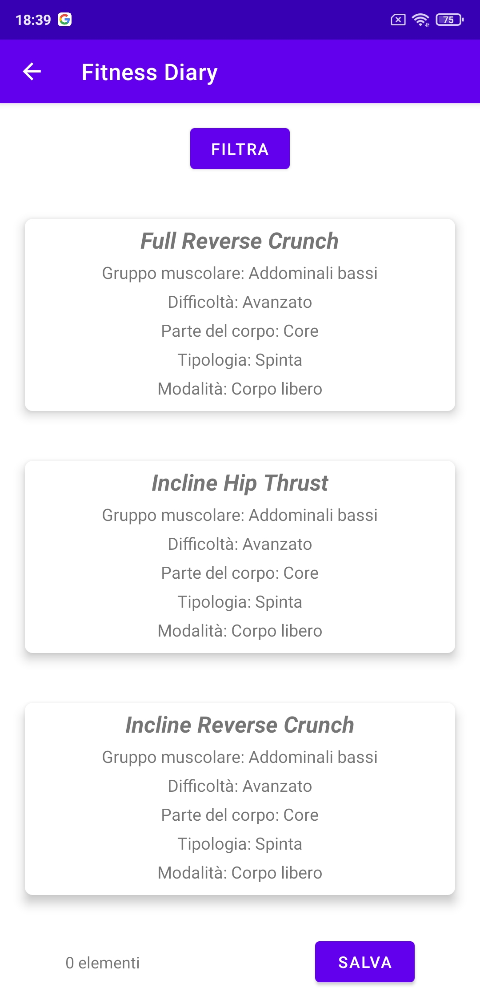 18:39
75
Fitness Diary
FILTRA
Full Reverse Crunch
Gruppo muscolare: Addominali bassi
Difficoltà: Avanzato
Parte del corpo: Core
Tipologia: Spinta
Modalità: Corpo libero
Incline Hip Thrust
Gruppo muscolare: Addominali bassi
Difficoltà: Avanzato
Parte del corpo: Core
Tipologia: Spinta
Modalità: Corpo libero
Incline Reverse Crunch
Gruppo muscolare: Addominali bassi
Difficoltà: Avanzato
Parte del corpo: Core
Tipologia: Spinta
Modalità: Corpo libero
0 elementi
SALVA